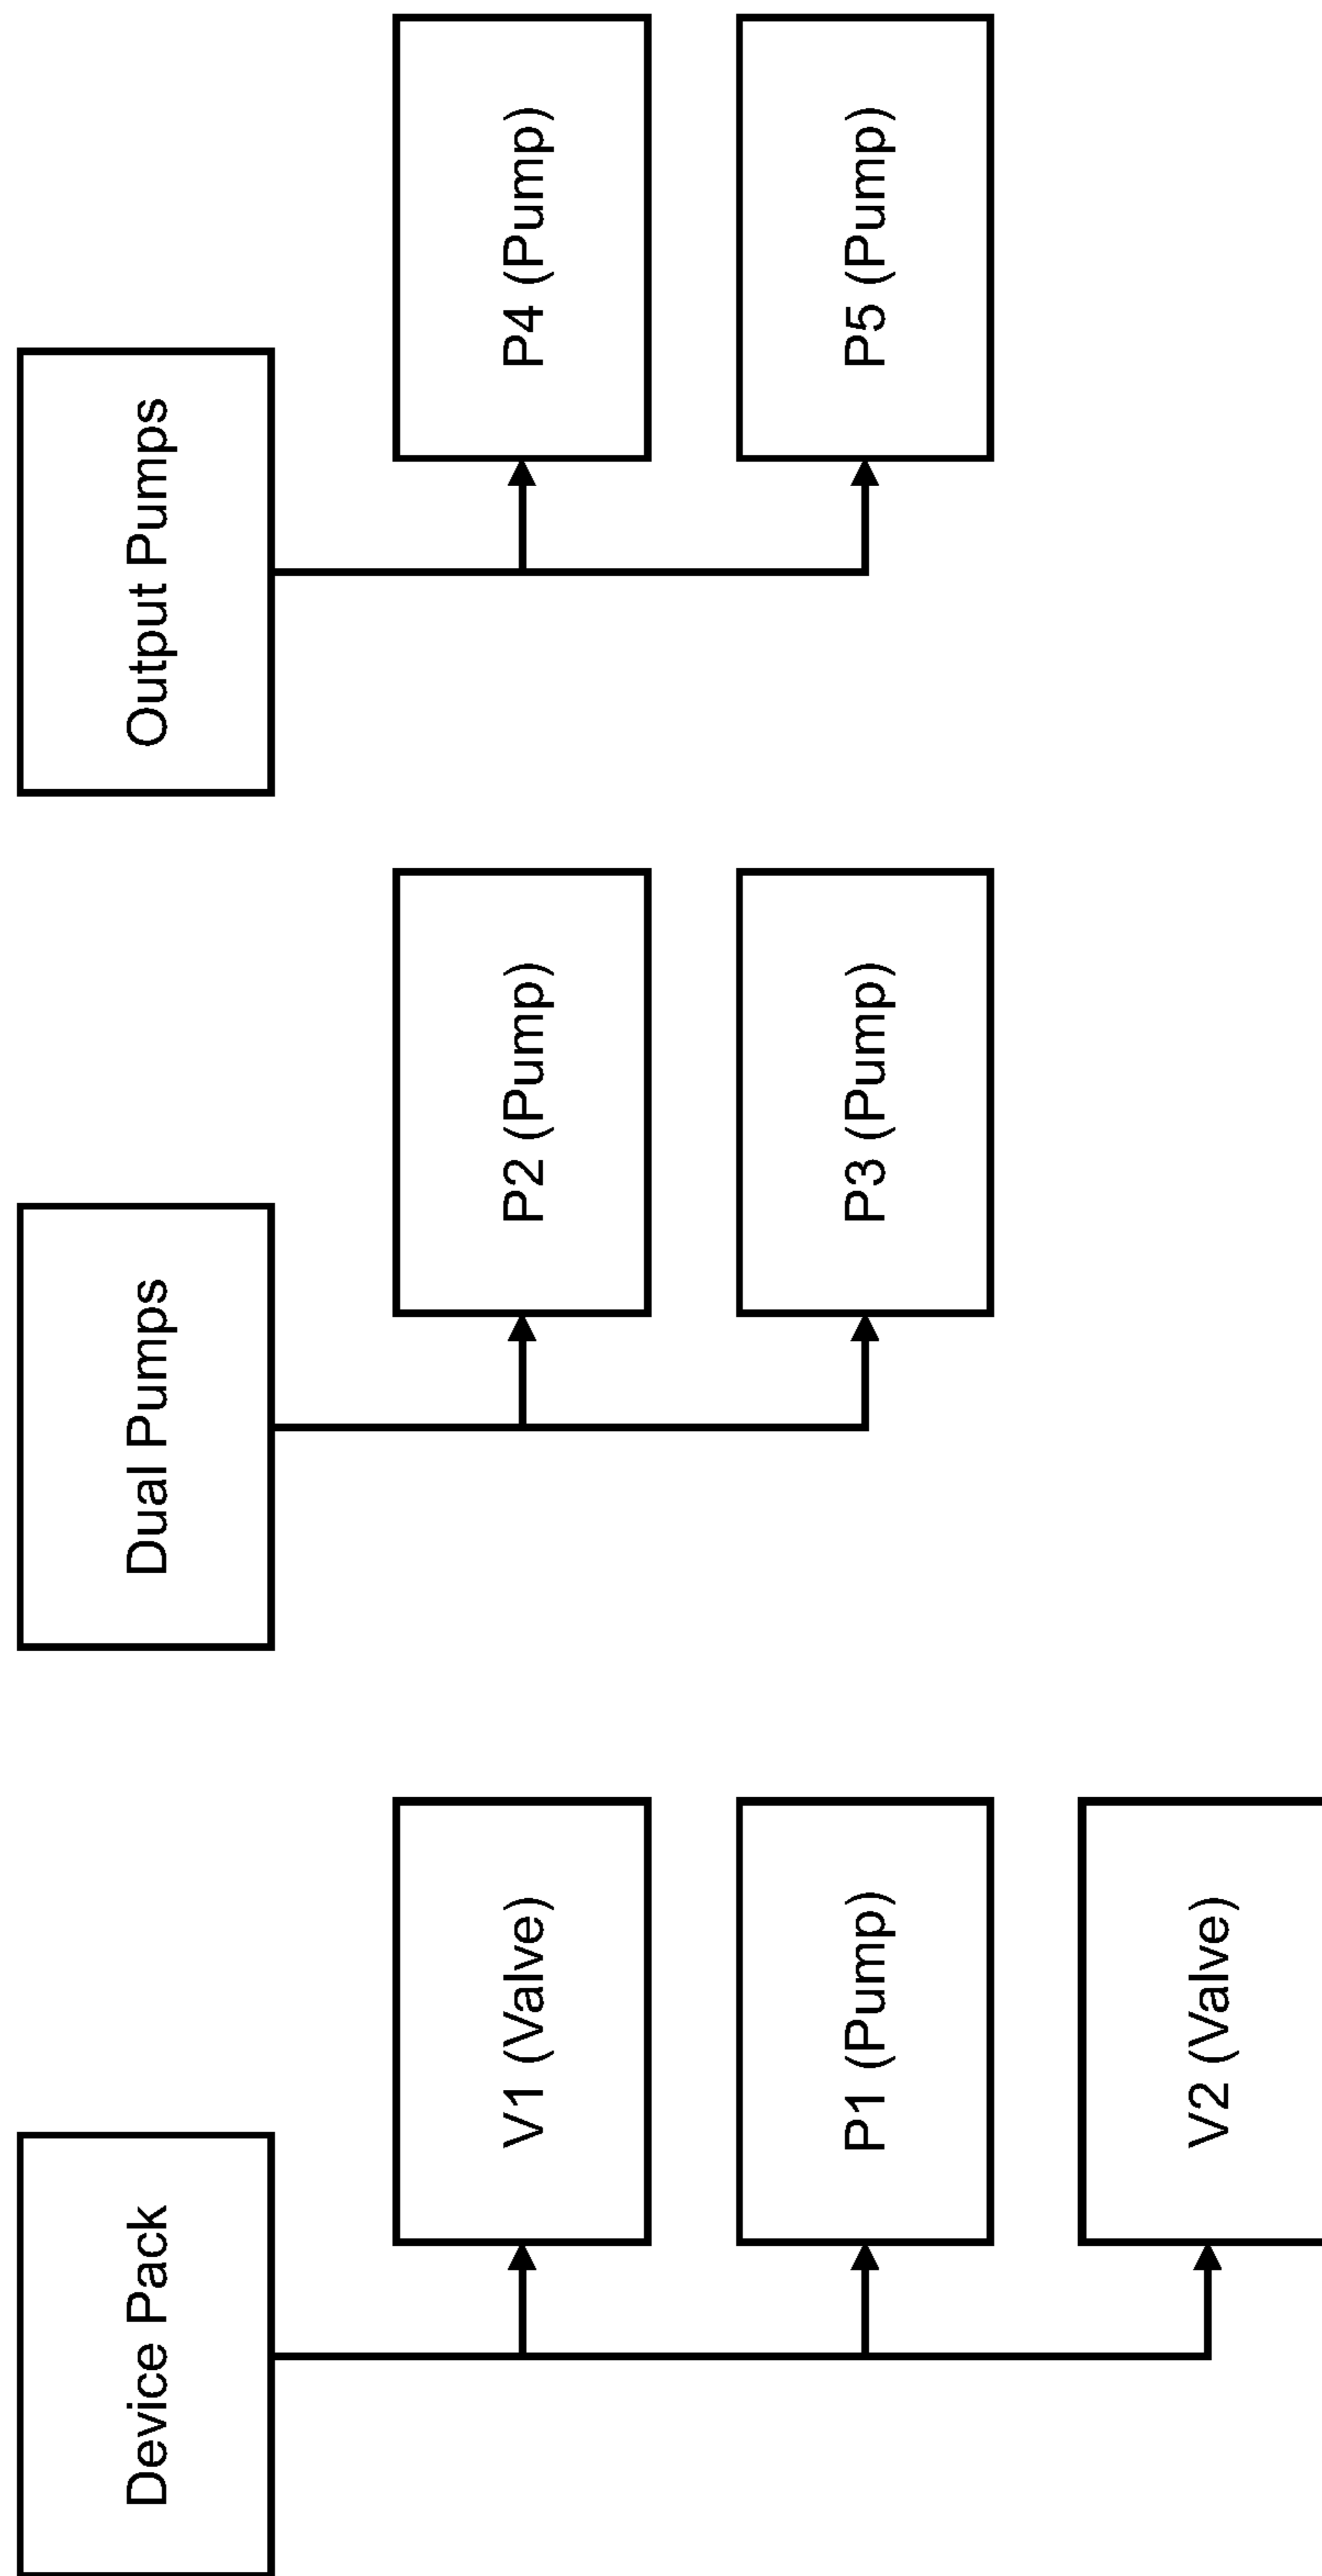 Device Pack
V1 (Valve)
P1 (Pump)
V2 (Valve)
Dual Pumps
P2 (Pump)
P3 (Pump)
Output Pumps
P4 (Pump)
P5 (Pump)